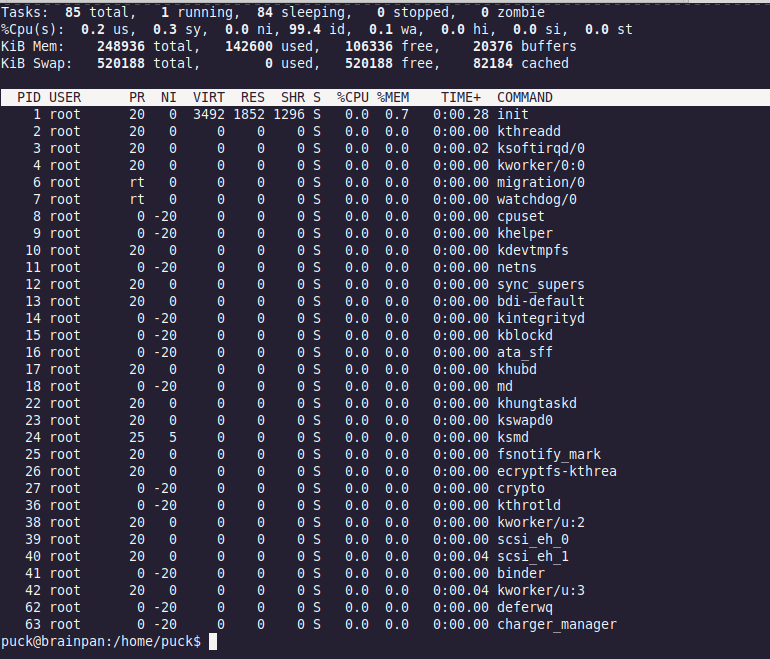 Tasks:  85 total,   1 running,  84 sleeping,   0 stopped,   0 zombie
%Cpu(s):  0.2 us,  0.3 sy,  0.0 ni, 99.4 id,  0.1 wa,  0.0 hi,  0.0 si,  0.0 st
KiB Mem:    248936 total,   142600 used,   106336 free,    20376 buffers
KiB Swap:   520188 total,        0 used,   520188 free,    82184 cached
  PID USER      PR  NI  VIRT  RES  SHR S  %CPU %MEM    TIME+  COMMAND
    1 root      20   0  3492 1852 1296 S   0.0  0.7   0:00.28 init
    2 root      20   0     0    0    0 S   0.0  0.0   0:00.00 kthreadd
    3 root      20   0     0    0    0 S   0.0  0.0   0:00.02 ksoftirqd/0
    4 root      20   0     0    0    0 S   0.0  0.0   0:00.00 kworker/0:0
    6 root      rt   0     0    0    0 S   0.0  0.0   0:00.00 migration/0
    7 root      rt   0     0    0    0 S   0.0  0.0   0:00.00 watchdog/0
    8 root       0 -20     0    0    0 S   0.0  0.0   0:00.00 cpuset
    9 root       0 -20     0    0    0 S   0.0  0.0   0:00.00 khelper
   10 root      20   0     0    0    0 S   0.0  0.0   0:00.00 kdevtmpfs
   11 root       0 -20     0    0    0 S   0.0  0.0   0:00.00 netns
   12 root      20   0     0    0    0 S   0.0  0.0   0:00.00 sync_supers
   13 root      20   0     0    0    0 S   0.0  0.0   0:00.00 bdi-default
   14 root       0 -20     0    0    0 S   0.0  0.0   0:00.00 kintegrityd
   15 root       0 -20     0    0    0 S   0.0  0.0   0:00.00 kblockd
   16 root       0 -20     0    0    0 S   0.0  0.0   0:00.00 ata_sff
   17 root      20   0     0    0    0 S   0.0  0.0   0:00.00 khubd
   18 root       0 -20     0    0    0 S   0.0  0.0   0:00.00 md
   22 root      20   0     0    0    0 S   0.0  0.0   0:00.00 khungtaskd
   23 root      20   0     0    0    0 S   0.0  0.0   0:00.00 kswapd0
   24 root      25   5     0    0    0 S   0.0  0.0   0:00.00 ksmd
   25 root      20   0     0    0    0 S   0.0  0.0   0:00.00 fsnotify_mark
   26 root      20   0     0    0    0 S   0.0  0.0   0:00.00 ecryptfs-kthrea
   27 root       0 -20     0    0    0 S   0.0  0.0   0:00.00 crypto
   36 root       0 -20     0    0    0 S   0.0  0.0   0:00.00 kthrotld
   38 root      20   0     0    0    0 S   0.0  0.0   0:00.00 kworker/u:2
   39 root      20   0     0    0    0 S   0.0  0.0   0:00.00 scsi_eh_0
   40 root      20   0     0    0    0 S   0.0  0.0   0:00.04 scsi_eh_1
   41 root       0 -20     0    0    0 S   0.0  0.0   0:00.00 binder
   42 root      20   0     0    0    0 S   0.0  0.0   0:00.04 kworker/u:3
   62 root       0 -20     0    0    0 S   0.0  0.0   0:00.00 deferwq
   63 root       0 -20     0    0    0 S   0.0  0.0   0:00.00 charger_manager
puck@brainpan:/home/puck$